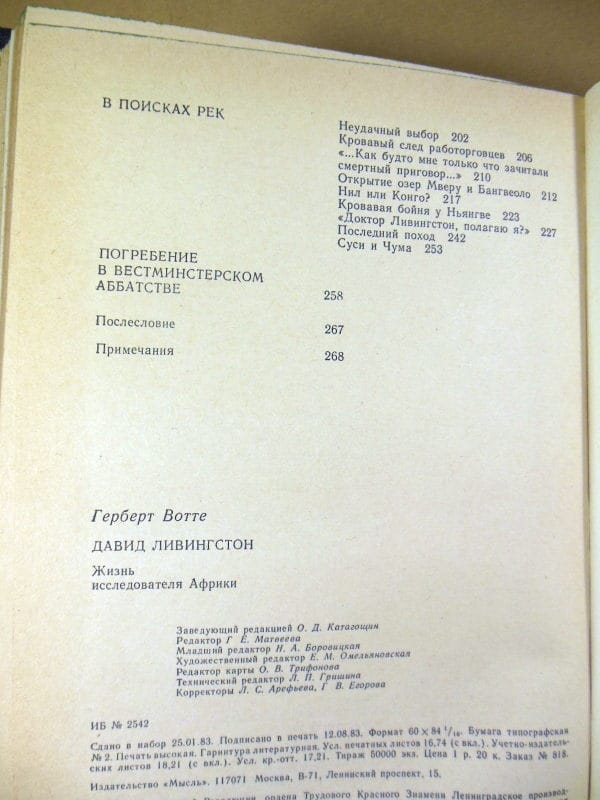 В ПОИСКАХ РЕК
Неудачный выбор 202
Кровавый след работорговцев 206
«...Как будто мне только что зачитали
смертный приговор...» 210
Открытие озер Мверу и Бангвеоло 212
Нил или Конго? 217
Кровавая бойня у Ньянгве 223
«Доктор Ливингстон, полагаю я?» 227
Последний поход 242
Суси и Чума 253
ПОГРЕБЕНИЕ
В ВЕСТМИНСТЕРСКОМ
АББАТСТВЕ 258
Послесловие 267
Примечания 268
Герберт Вотте
ДАВИД ЛИВИНГСТОН
Жизнь
исследователя Африки
Заведующий редакцией О. Д. Катагощин
Редактор Г. Е. Матвеева
Младший редактор Н. А. Боровицкая
Художественный редактор Е. М. Омельяновская
Редактор карты О. В. Трифонова
Технический редактор Л. П. Гришина
Корректоры Л. С. Арефьева, Г. В. Егорова
ИБ № 2542
Сдано в набор 25.01.83. Подписано в печать 12.08.83. Формат 60×84 1/16. Бумага типографская
№ 2. Печать высокая. Гарнитура литературная. Усл. печатных листов 16,74 (с вкл.). Учетно-издатель-
ских листов 18,21 (с вкл.). Усл. кр.-отт. 17,21. Тираж 50000 экз. Цена 1 р. 20 к. Заказ № 818.
Издательство «Мысль». 117071 Москва, В-71, Ленинский проспект, 15.
ордена Трудового Красного Знамени Ленинградское производ-